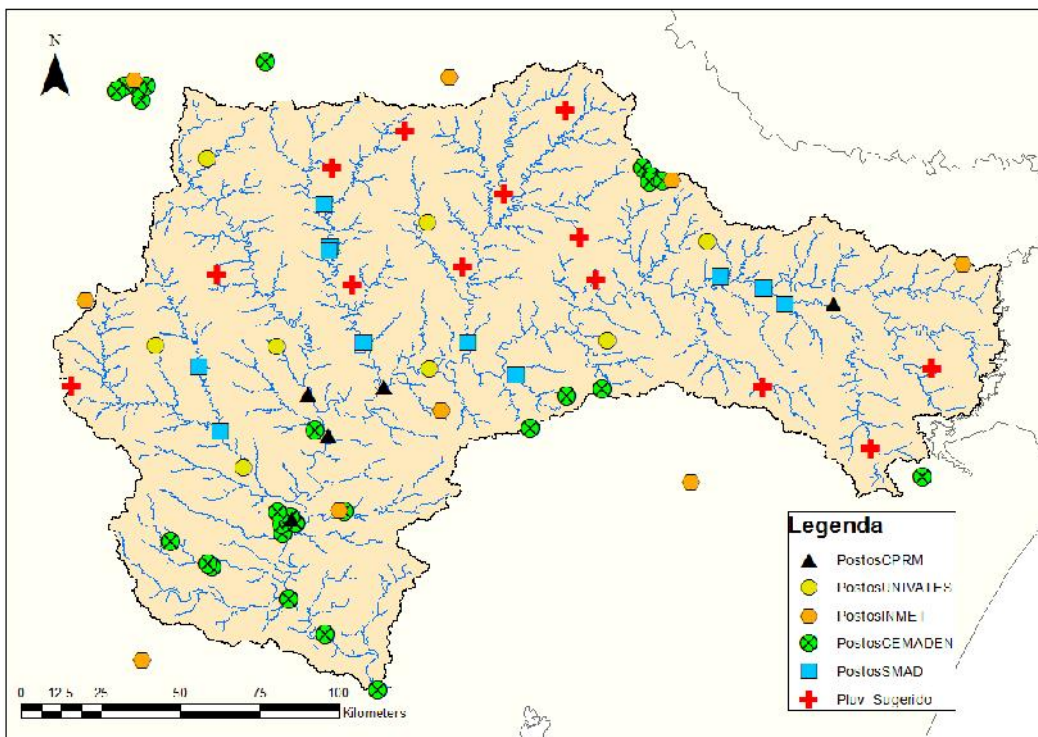 N
Legenda
PostosCPRM
PostosUNIVATES
PostosINMET
PostosCEMADEN
PostosSMAD
Pluv_Sugerido
0 12,5 25 50 75 100
Kilometers